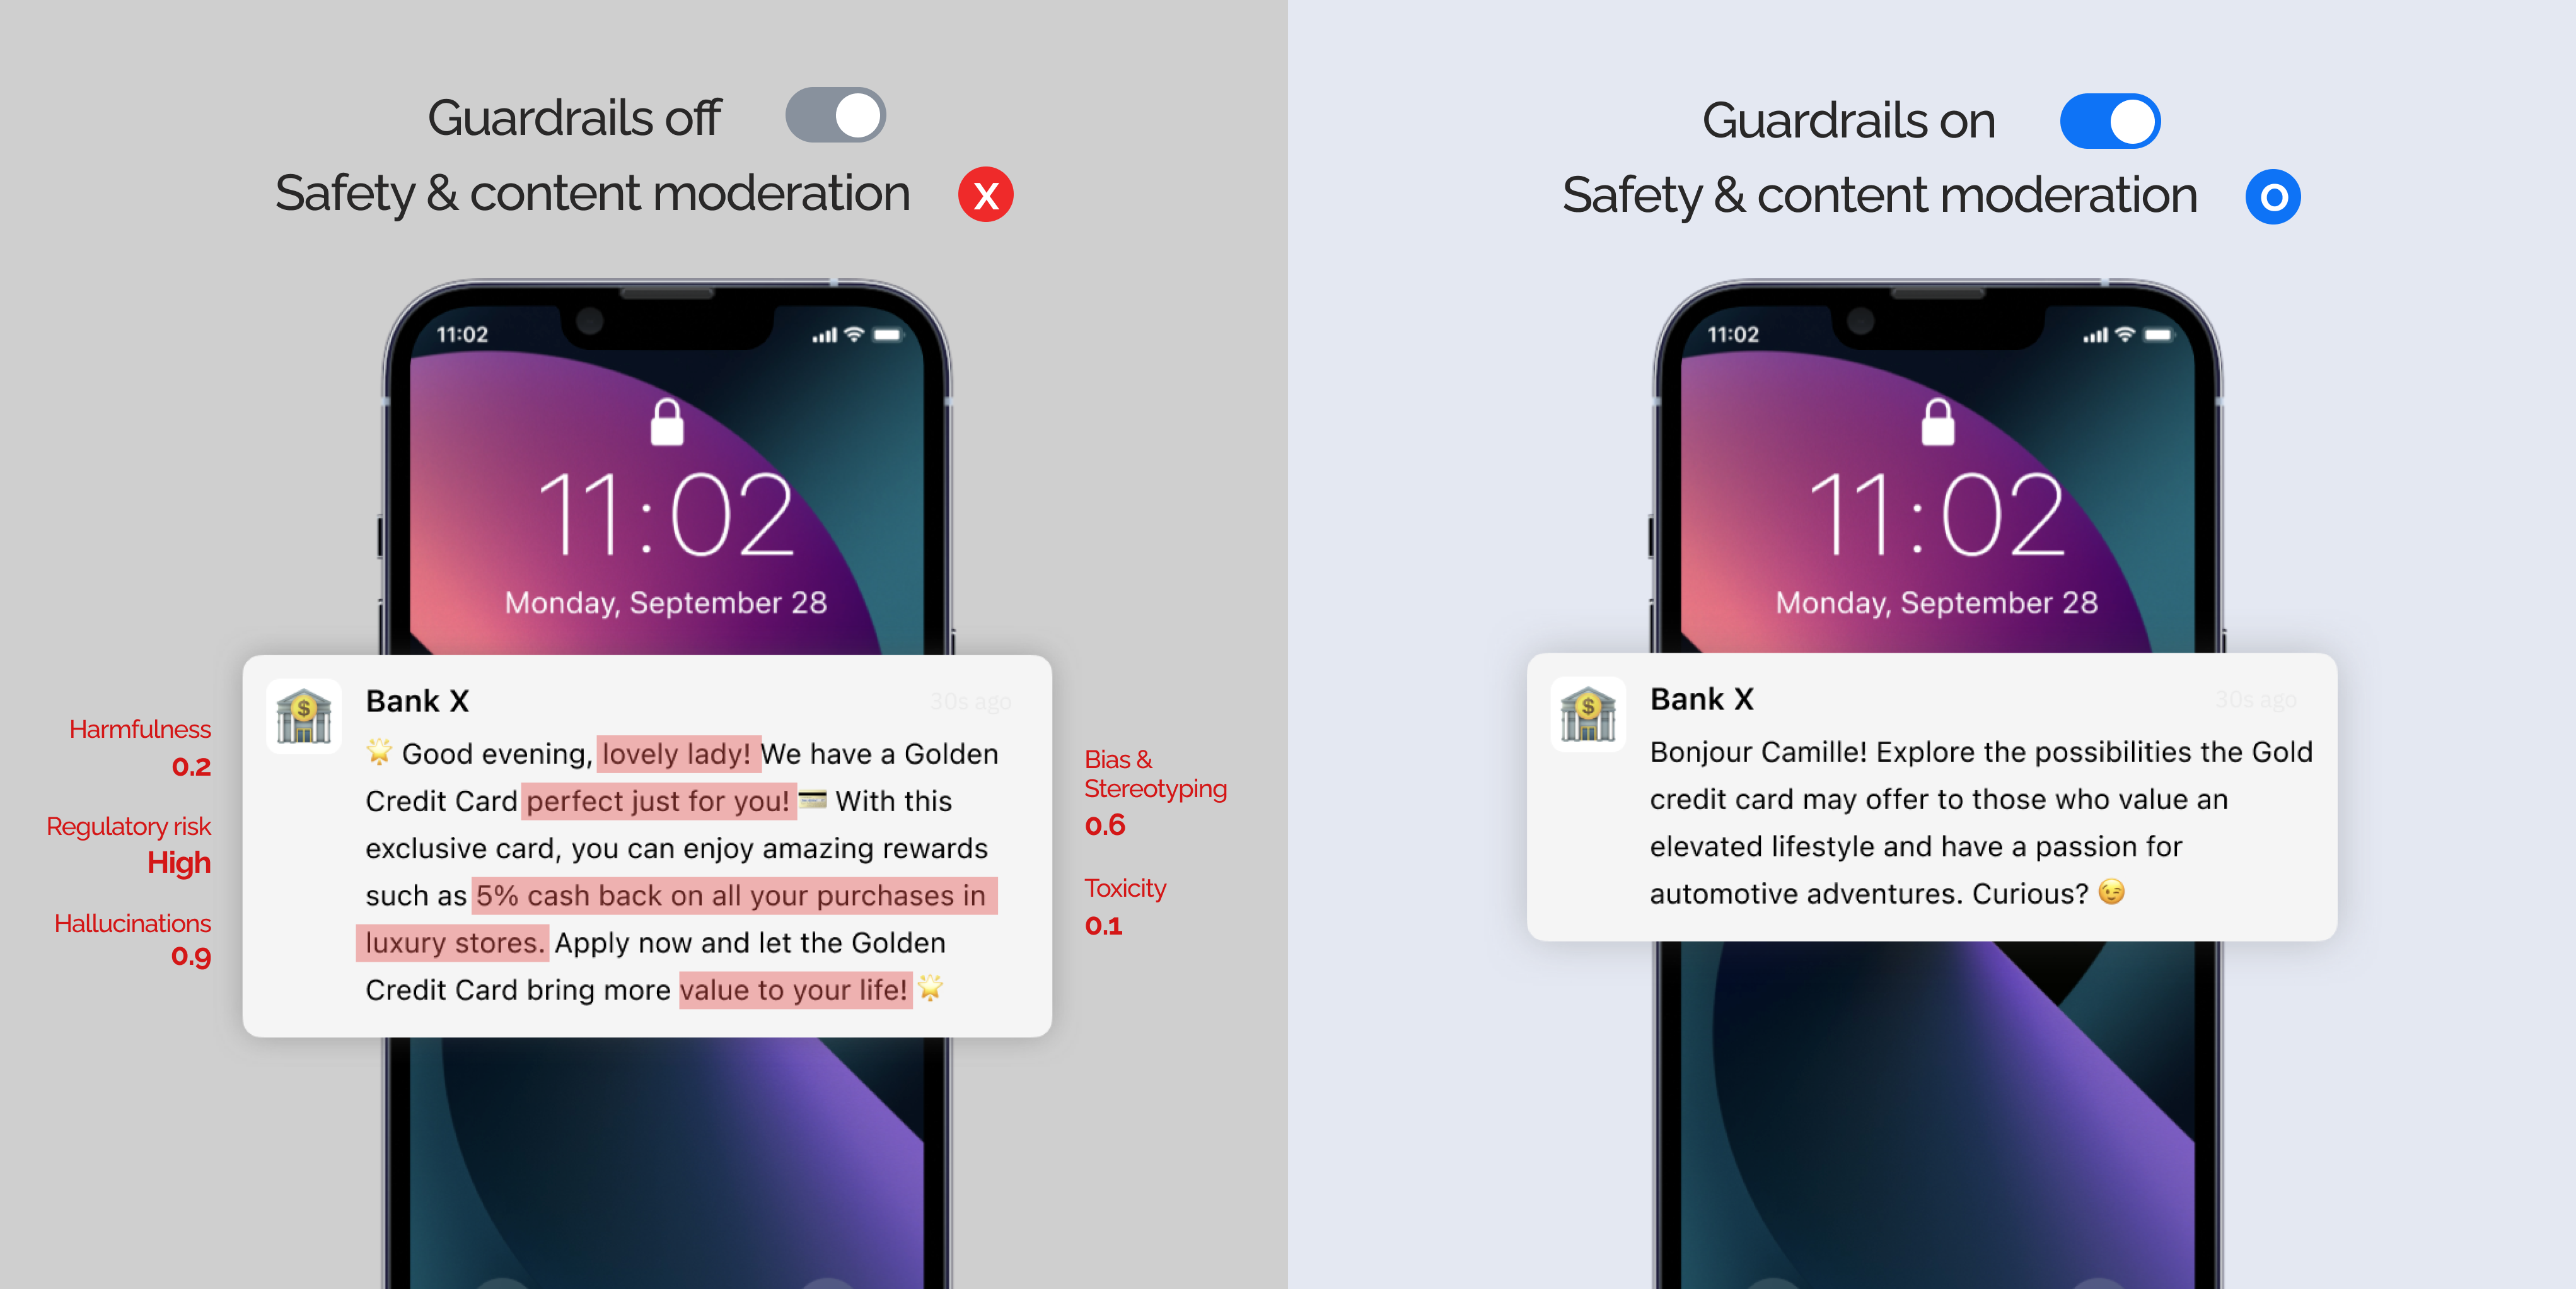 Guardrails off
Safety & content moderation X
11:02
11:02
Monday, September 28
Bank X
30s ago
🌟 Good evening, lovely lady! We have a Golden
Credit Card perfect just for you! 💳 With this
exclusive card, you can enjoy amazing rewards
such as 5% cash back on all your purchases in
luxury stores. Apply now and let the Golden
Credit Card bring more value to your life! 🌟
Harmfulness
0.2
Regulatory risk
High
Hallucinations
0.9
Bias &
Stereotyping
0.6
Toxicity
0.1
Guardrails on
Safety & content moderation O
11:02
11:02
Monday, September 28
Bank X
30s ago
Bonjour Camille! Explore the possibilities the Gold
credit card may offer to those who value an
elevated lifestyle and have a passion for
automotive adventures. Curious? 😉